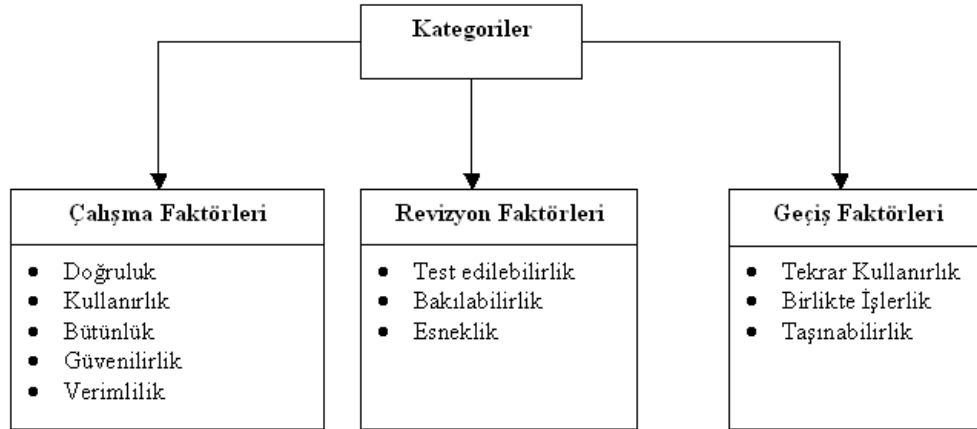 Kategoriler
Çalışma Faktörleri
Doğruluk
Kullanırlık
Bütünlük
Güvenilirlik
Verimlilik
Revizyon Faktörleri
Test edilebilirlik
Bakılabilirlik
Esneklik
Geçiş Faktörleri
Tekrar Kullanırlık
Birlikte İşlerlik
Taşınabilirlik